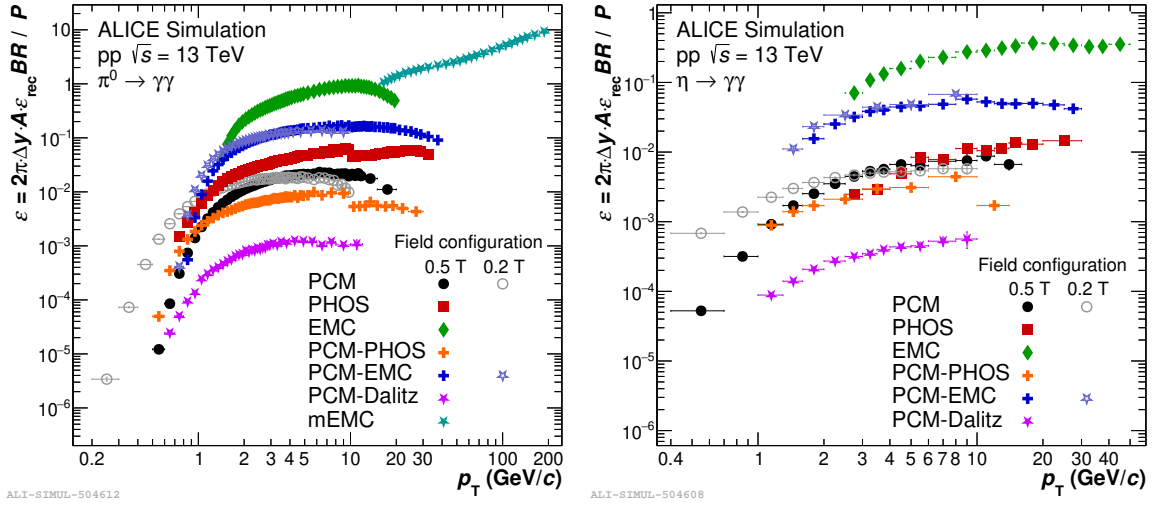 ALICE Simulation
pp √s = 13 TeV
π⁰ → γγ
ε = 2π·Δy·A·ε_rec BR / P
10
1
10⁻¹
10⁻²
10⁻³
10⁻⁴
10⁻⁵
10⁻⁶
Field configuration
0.5 T 0.2 T
PCM
PHOS
EMC
PCM-PHOS
PCM-EMC
PCM-Dalitz
mEMC
0.2 1 2 3 4 5 10 20 30 100 200
p_T (GeV/c)
ALI-SIMUL-504612
ALICE Simulation
pp √s = 13 TeV
η → γγ
ε = 2π·Δy·A·ε_rec BR / P
1
10⁻¹
10⁻²
10⁻³
10⁻⁴
10⁻⁵
10⁻⁶
Field configuration
0.5 T 0.2 T
PCM
PHOS
EMC
PCM-PHOS
PCM-EMC
PCM-Dalitz
0.4 1 2 3 4 5 6 7 8 10 20 30 40
p_T (GeV/c)
ALI-SIMUL-504608